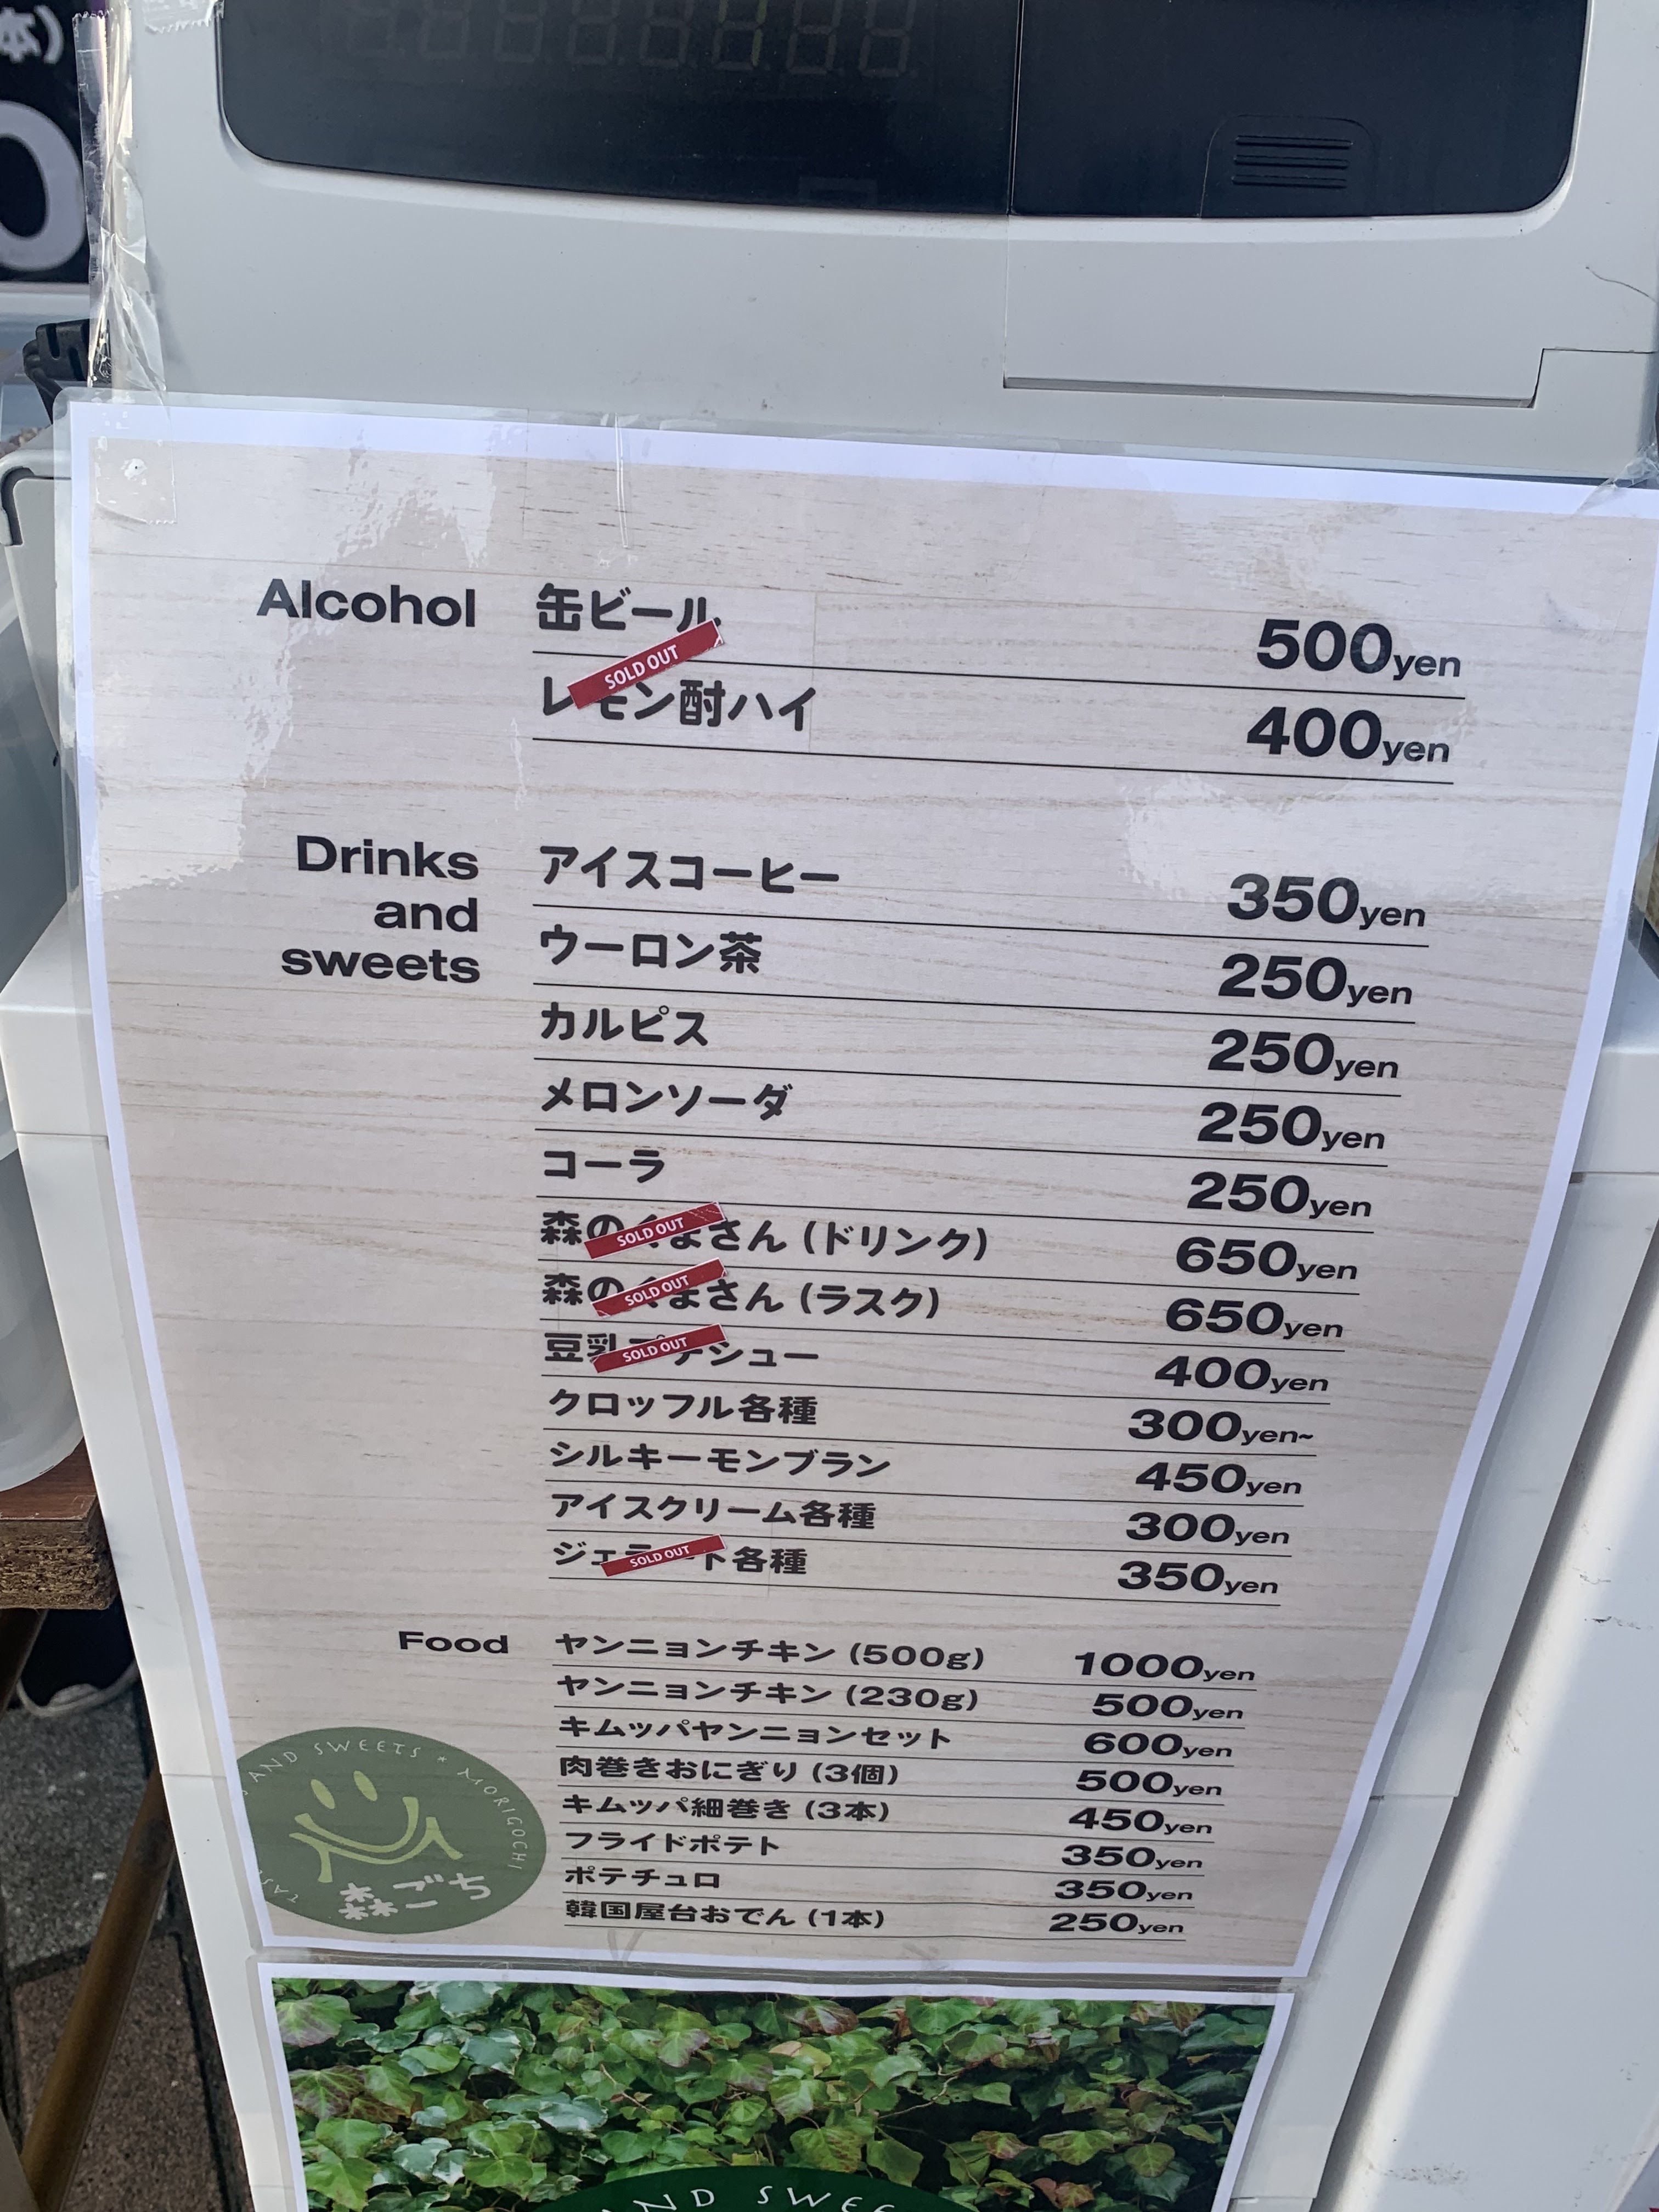 本)
0
Alcohol
缶ビール 500yen
SOLD OUT
レモン酎ハイ 400yen
Drinks and sweets
アイスコーヒー 350yen
ウーロン茶 250yen
カルピス 250yen
メロンソーダ 250yen
コーラ 250yen
森のくまさん (ドリンク) 650yen
SOLD OUT
森のくまさん (ラスク) 650yen
SOLD OUT
豆乳プチシュー 400yen
SOLD OUT
クロッフル各種 300yen~
シルキーモンブラン 450yen
アイスクリーム各種 300yen
ジェラート各種 350yen
SOLD OUT
Food
ヤンニョンチキン (500g) 1000yen
ヤンニョンチキン (230g) 500yen
キムッパヤンニョンセット 600yen
肉巻きおにぎり (3個) 500yen
キムッパ細巻き (3本) 450yen
フライドポテト 350yen
ポテチュロ 350yen
韓国屋台おでん (1本) 250yen
AND SWEETS * MORIGOCHI
森ごち
AND SWEE